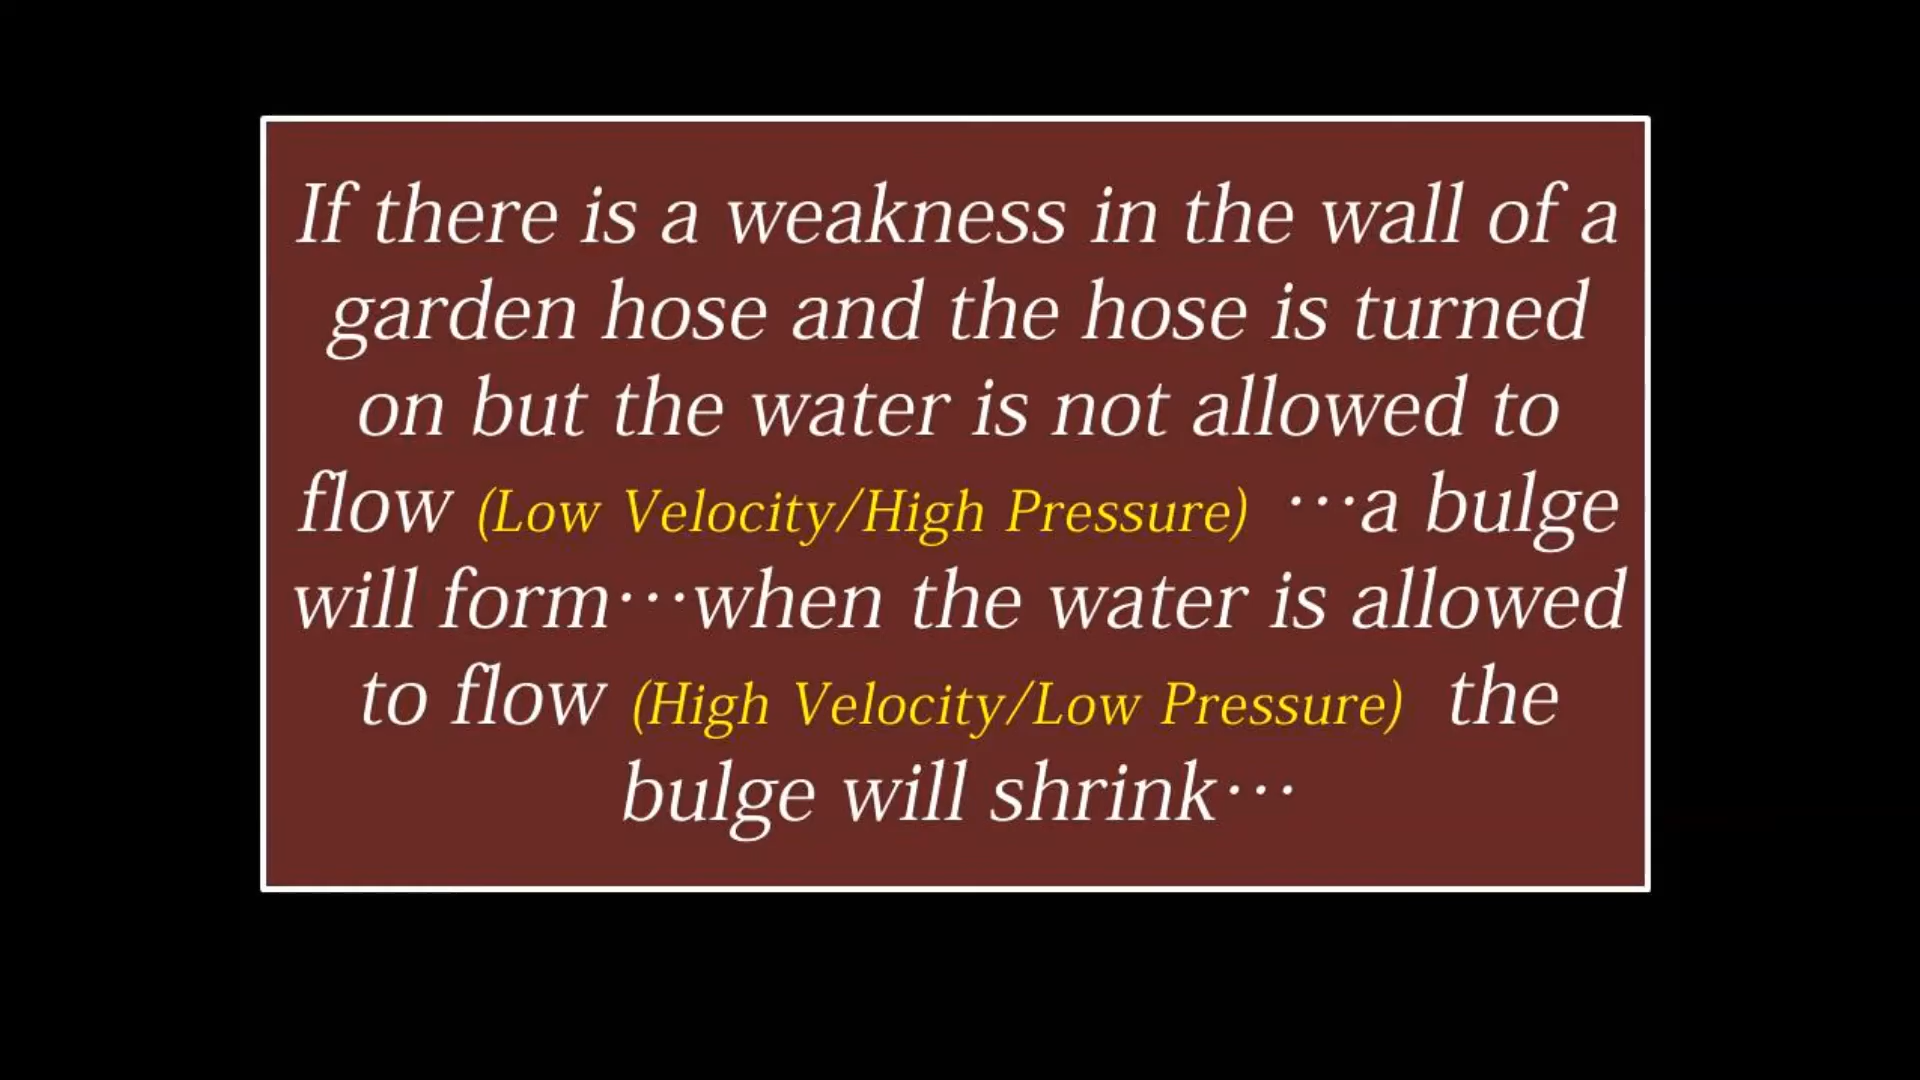 If there is a weakness in the wall of a
garden hose and the hose is turned
on but the water is not allowed to
flow (Low Velocity/High Pressure) …a bulge
will form…when the water is allowed
to flow (High Velocity/Low Pressure) the
bulge will shrink…